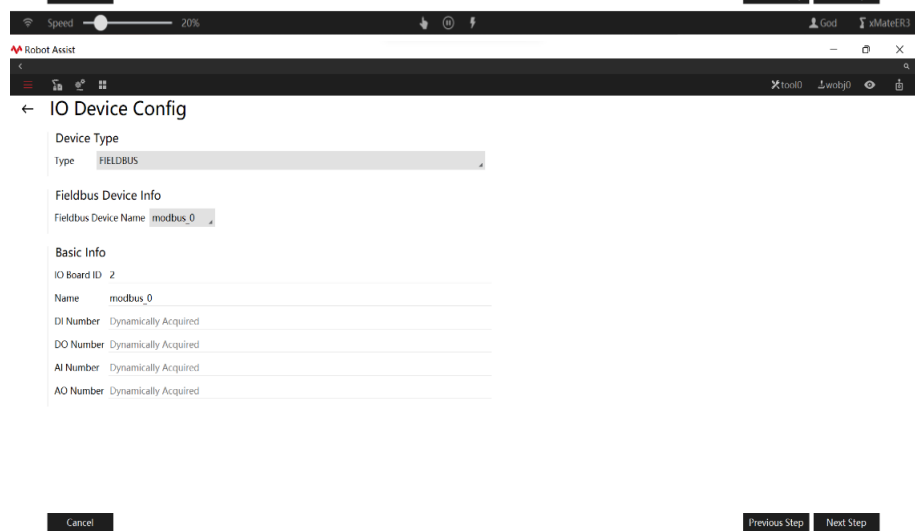 Speed 20% God xMateER3
Robot Assist
tool0 wobj0
IO Device Config
Device Type
Type FIELDBUS
Fieldbus Device Info
Fieldbus Device Name modbus_0
Basic Info
IO Board ID 2
Name modbus_0
DI Number Dynamically Acquired
DO Number Dynamically Acquired
AI Number Dynamically Acquired
AO Number Dynamically Acquired
Cancel Previous Step Next Step